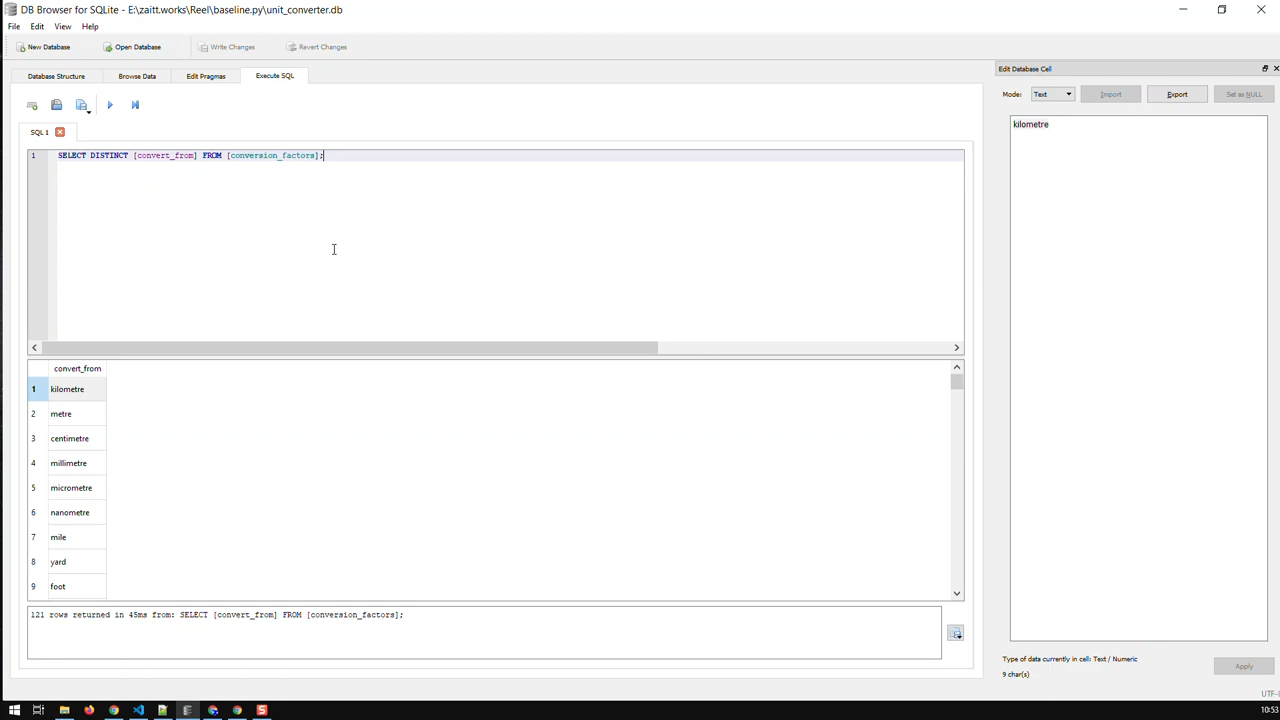 DB Browser for SQLite - E:\zaitt.works\Reel\baseline.py\unit_converter.db
File Edit View Help
New Database Open Database Write Changes Revert Changes
Database Structure Browse Data Edit Pragmas Execute SQL
Edit Database Cell
Mode: Text Import Export Set as NULL
SQL 1
kilometre
1 SELECT DISTINCT [convert_from] FROM [conversion_factors];
convert_from
1 kilometre
2 metre
3 centimetre
4 millimetre
5 micrometre
6 nanometre
7 mile
8 yard
9 foot
121 rows returned in 45ms from: SELECT [convert_from] FROM [conversion_factors];
Type of data currently in cell: Text / Numeric
9 char(s)
Apply
UTF-
10:53